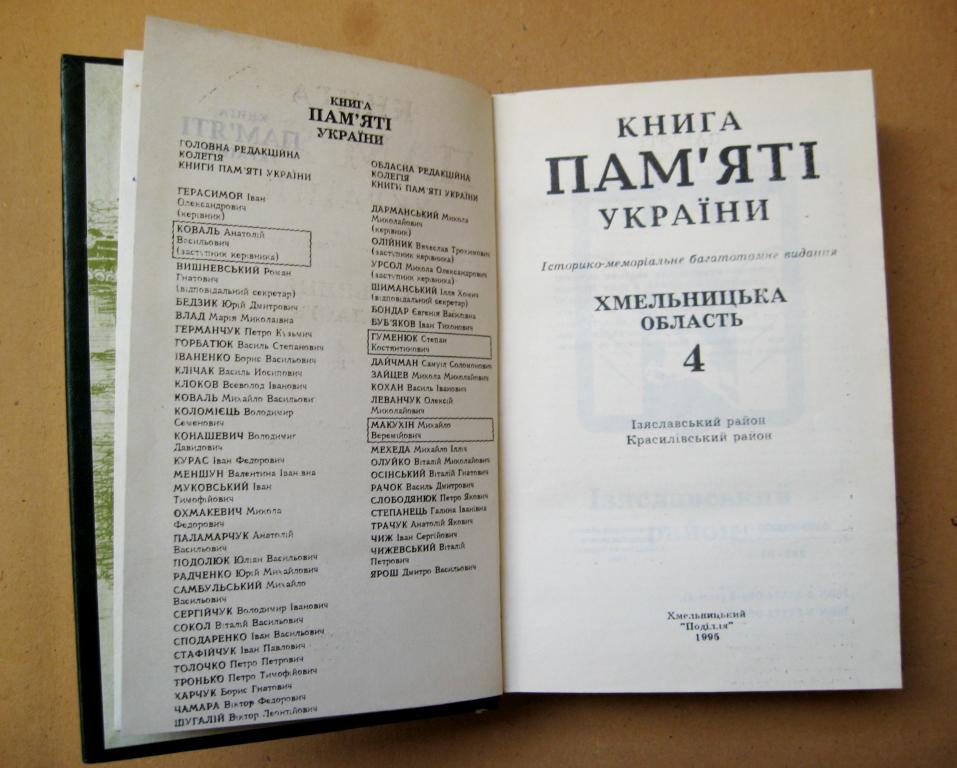 КНИГА
ПАМ'ЯТІ
УКРАЇНИ
ГОЛОВНА РЕДАКЦІЙНА
КОЛЕГІЯ
КНИГИ ПАМ'ЯТІ УКРАЇНИ
ГЕРАСИМОВ Іван
Олександрович
(керівник)
КОВАЛЬ Анатолій
Васильович
(заступник керівника)
ВИШНЕВСЬКИЙ Роман
Гнатович
(відповідальний секретар)
БЕДЗИК Юрій Дмитрович
ВЛАД Марія Миколаївна
ГЕРМАНЧУК Петро Кузьмич
ГОРБАТЮК Василь Степанович
ІВАНЕНКО Борис Васильович
КЛІЧАК Василь Йосипович
КЛОКОВ Всеволод Іванович
КОВАЛЬ Михайло Васильович
КОЛОМІЄЦЬ Володимир
Семенович
КОНАШЕВИЧ Володимир
Давидович
КУРАС Іван Федорович
МЕНШУН Валентина Іванівна
МУКОВСЬКИЙ Іван
Тимофійович
ОХМАКЕВИЧ Микола
Федорович
ПАЛАМАРЧУК Анатолій
Васильович
ПОДОЛЮК Юліан Васильович
РАДЧЕНКО Юрій Михайлович
САМБУЛЬСЬКИЙ Михайло
Васильович
СЕРГІЙЧУК Володимир Іванович
СОКОЛ Віталій Васильович
СПОДАРЕНКО Іван Васильович
СТАФІЙЧУК Іван Павлович
ТОЛОЧКО Петро Петрович
ТРОНЬКО Петро Тимофійович
ХАРЧУК Борис Гнатович
ЧАМАРА Віктор Федорович
ШУГАЛІЙ Віктор Леонтійович
ОБЛАСНА РЕДАКЦІЙНА
КОЛЕГІЯ
КНИГИ ПАМ'ЯТІ УКРАЇНИ
ДАРМАНСЬКИЙ Микола
Миколайович
(керівник)
ОЛІЙНИК Вячеслав Трохимович
(заступник керівника)
УРСОЛ Микола Олександрович
(заступник керівника)
ШИМАНСЬКИЙ Ілля Хонич
(відповідальний секретар)
БОНДАР Євгенія Василівна
БУБ'ЯКОВ Іван Тихонович
ГУМЕНЮК Степан
Костянтинович
ДАЙЧМАН Самуїл Соломонович
ЗАЙЦЕВ Микола Миколайович
КОХАН Василь Іванович
ЛЕВАНЧУК Олексій
Миколайович
МАКУХІН Михайло
Веремійович
МЕХЕДА Михайло Ілліч
ОЛУЙКО Віталій Миколайович
ОСІНСЬКИЙ Віталій Гнатович
РАЧОК Василь Дмитрович
СЛОБОДЯНЮК Петро Якович
СТЕПАНЕЦЬ Галина Іванівна
ТРАЧУК Анатолій Якович
ЧИЖ Іван Сергійович
ЧИЖЕВСЬКИЙ Віталій
Петрович
ЯРОШ Дмитро Васильович
КНИГА
ПАМ'ЯТІ
УКРАЇНИ
Історико-меморіальне багатотомне видання
ХМЕЛЬНИЦЬКА
ОБЛАСТЬ
4
Ізяславський район
Красилівський район
Хмельницький
"Поділля"
1995